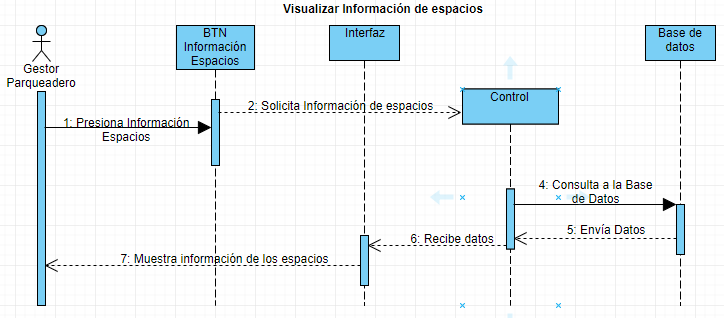 Visualizar Información de espacios
Gestor
Parqueadero
BTN
Información
Espacios
Interfaz
Control
Base de
datos
1: Presiona Información
Espacios
2: Solicita Información de espacios
4: Consulta a la Base
de Datos
5: Envía Datos
6: Recibe datos
7: Muestra información de los espacios